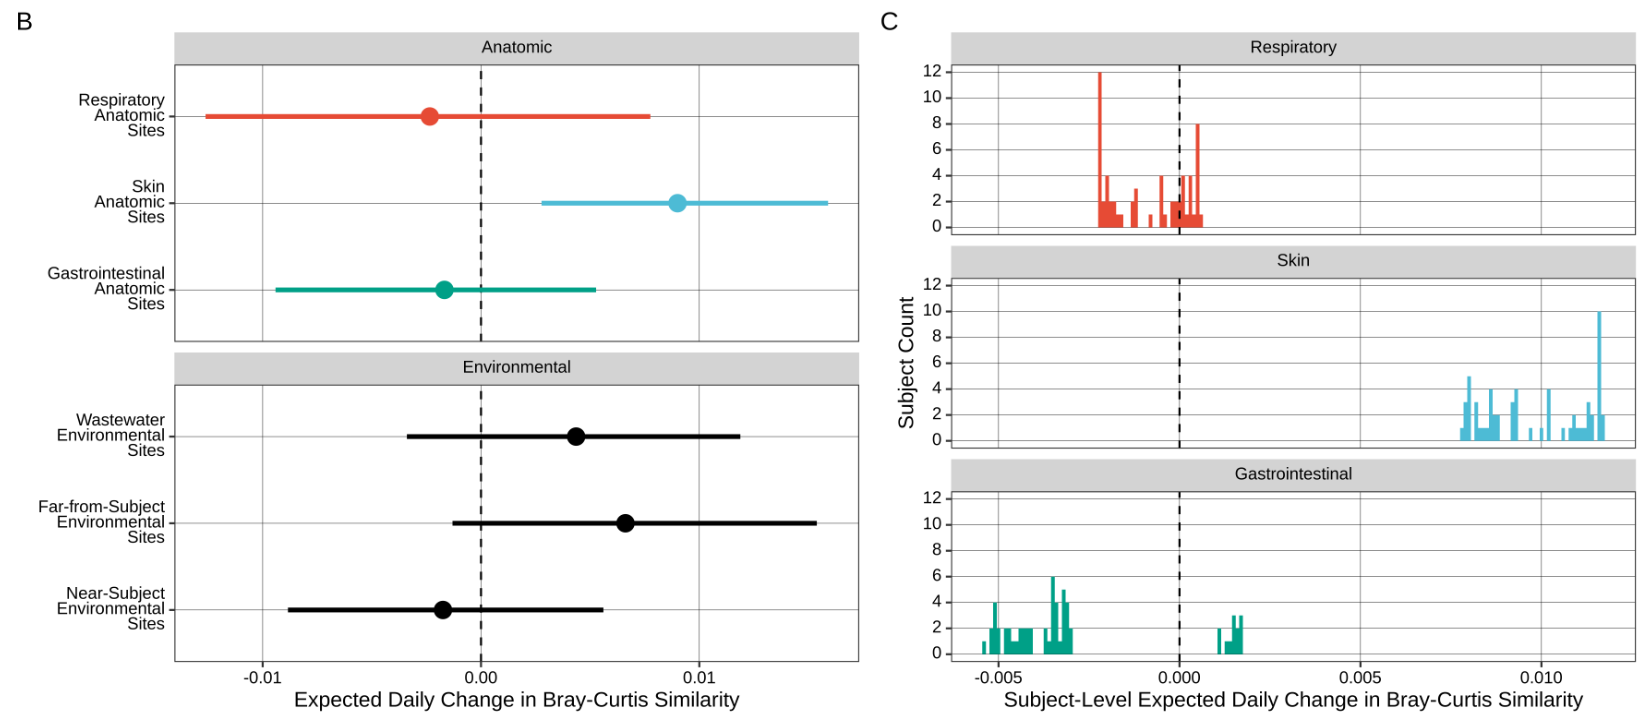 B
Anatomic
Respiratory
Anatomic
Sites
Skin
Anatomic
Sites
Gastrointestinal
Anatomic
Sites
Environmental
Wastewater
Environmental
Sites
Far-from-Subject
Environmental
Sites
Near-Subject
Environmental
Sites
-0.01 0.00 0.01
Expected Daily Change in Bray-Curtis Similarity
C
Respiratory
12
10
8
6
4
2
0
Skin
12
10
8
6
4
2
0
Gastrointestinal
12
10
8
6
4
2
0
Subject Count
-0.005 0.000 0.005 0.010
Subject-Level Expected Daily Change in Bray-Curtis Similarity